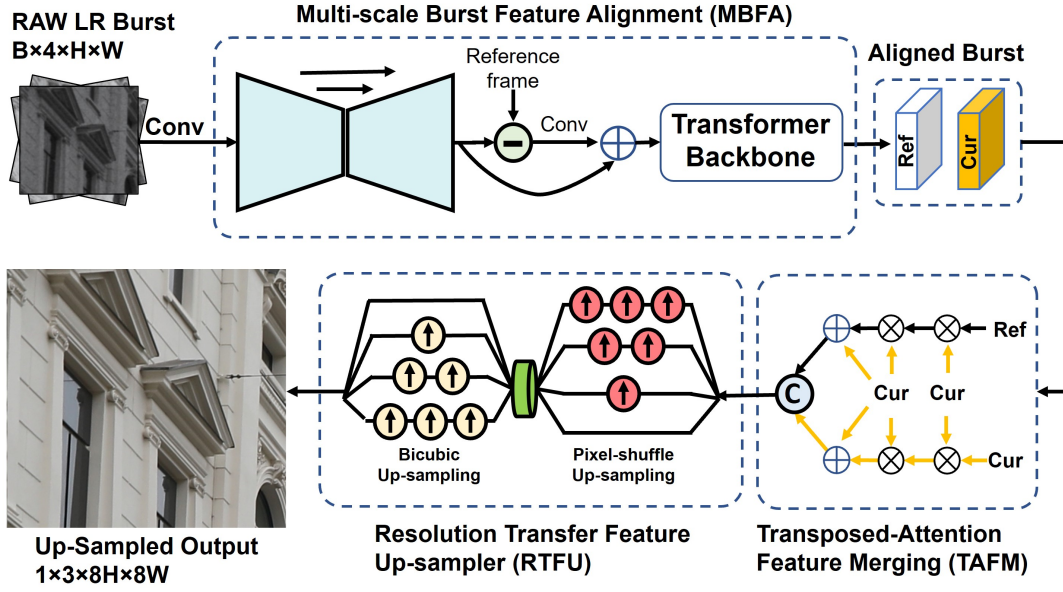 Multi-scale Burst Feature Alignment (MBFA)
RAW LR Burst
B×4×H×W
Conv
Reference
frame
Conv
Transformer
Backbone
Aligned Burst
Ref
Cur
Ref
Cur
Cur
Cur
C
Bicubic
Up-sampling
Pixel-shuffle
Up-sampling
Resolution Transfer Feature
Up-sampler (RTFU)
Transposed-Attention
Feature Merging (TAFM)
Up-Sampled Output
1×3×8H×8W